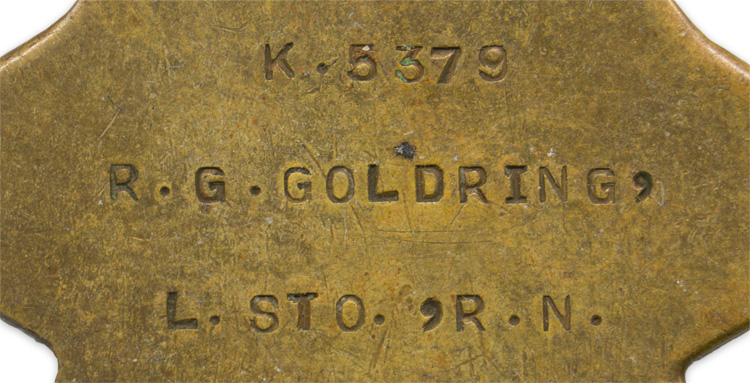 K.5379
R.G.GOLDRING,
L. STO. ,R.N.